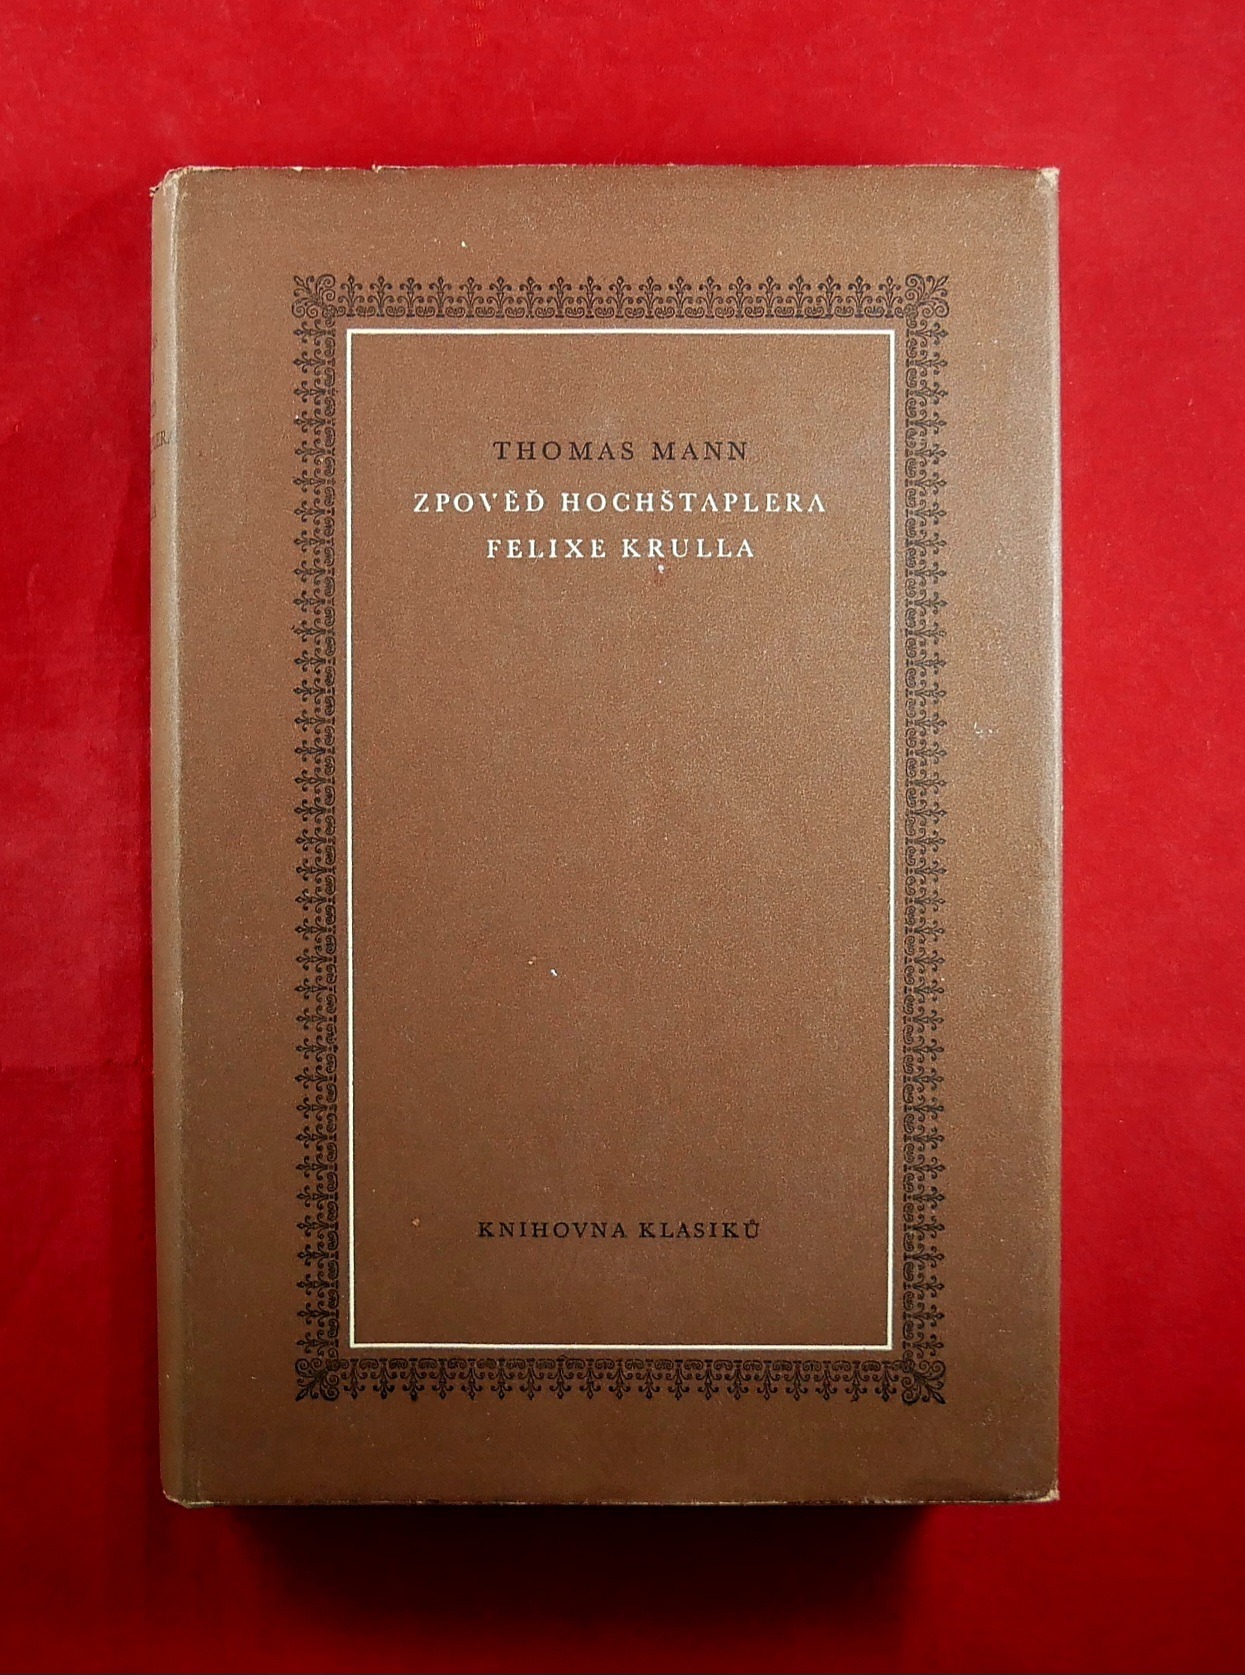 THOMAS MANN
ZPOVĚĎ HOCHŠTAPLERA
FELIXE KRULLA
KNIHOVNA KLASIKŮ